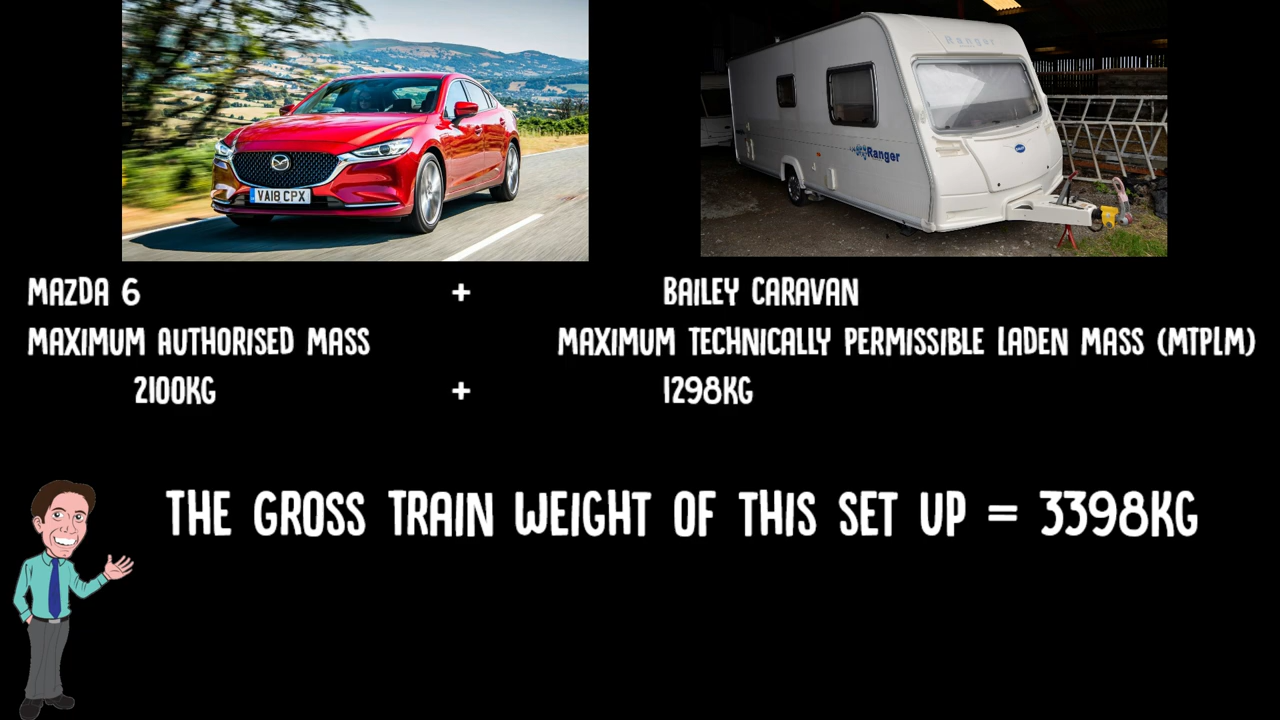 Ranger
Ranger
VA18 CPX
MAZDA 6 + BAILEY CARAVAN
MAXIMUM AUTHORISED MASS MAXIMUM TECHNICALLY PERMISSIBLE LADEN MASS (MTPLM)
2100KG + 1298KG
THE GROSS TRAIN WEIGHT OF THIS SET UP = 3398KG